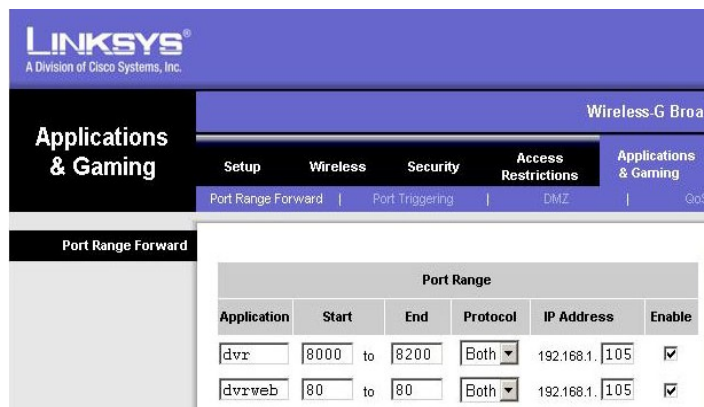 LINKSYS®
A Division of Cisco Systems, Inc.
Wireless-G Broa
Applications
& Gaming
Setup Wireless Security Access Restrictions Applications & Gaming
Port Range Forward | Port Triggering | DMZ | QoS
Port Range Forward
Port Range
Application Start End Protocol IP Address Enable
dvr 8000 to 8200 Both 192.168.1. 105
dvrweb 80 to 80 Both 192.168.1. 105